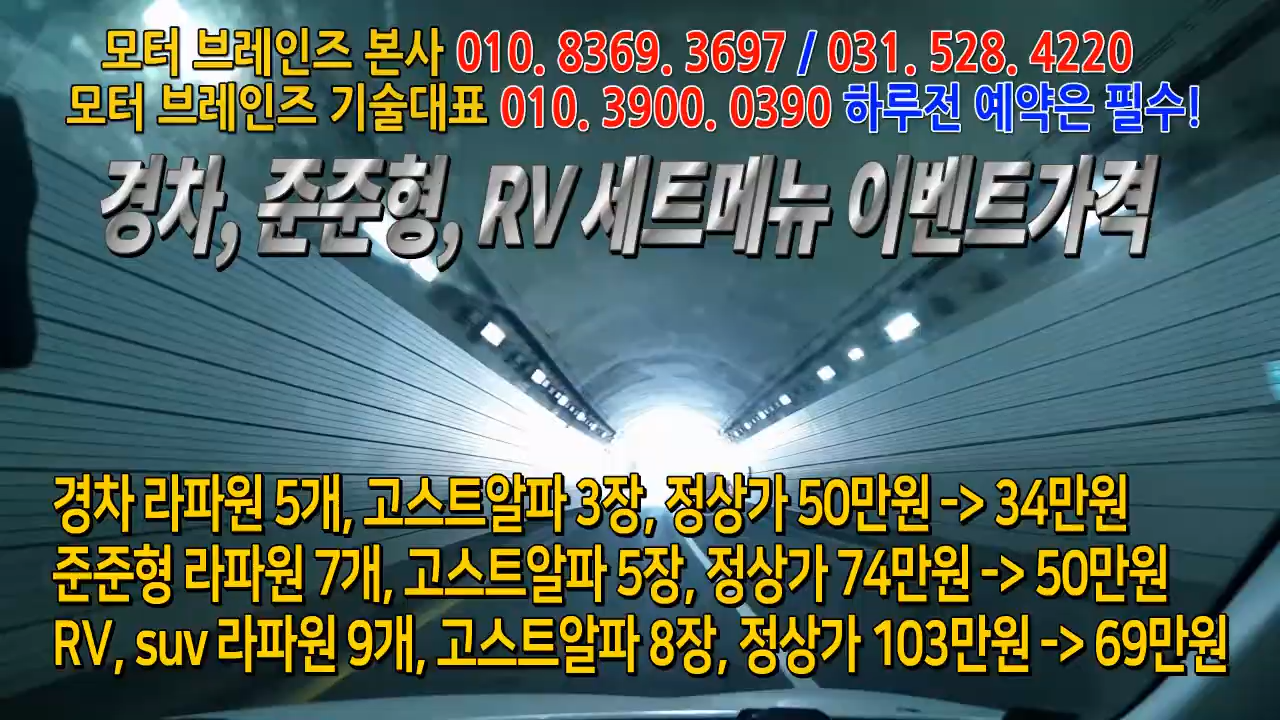 모터 브레인즈 본사 010. 8369. 3697 / 031. 528. 4220
모터 브레인즈 기술대표 010. 3900. 0390 하루전 예약은 필수!
경차, 준준형, RV 세트메뉴 이벤트가격
경차 라파원 5개, 고스트알파 3장, 정상가 50만원 -> 34만원
준준형 라파원 7개, 고스트알파 5장, 정상가 74만원 -> 50만원
RV, suv 라파원 9개, 고스트알파 8장, 정상가 103만원 -> 69만원